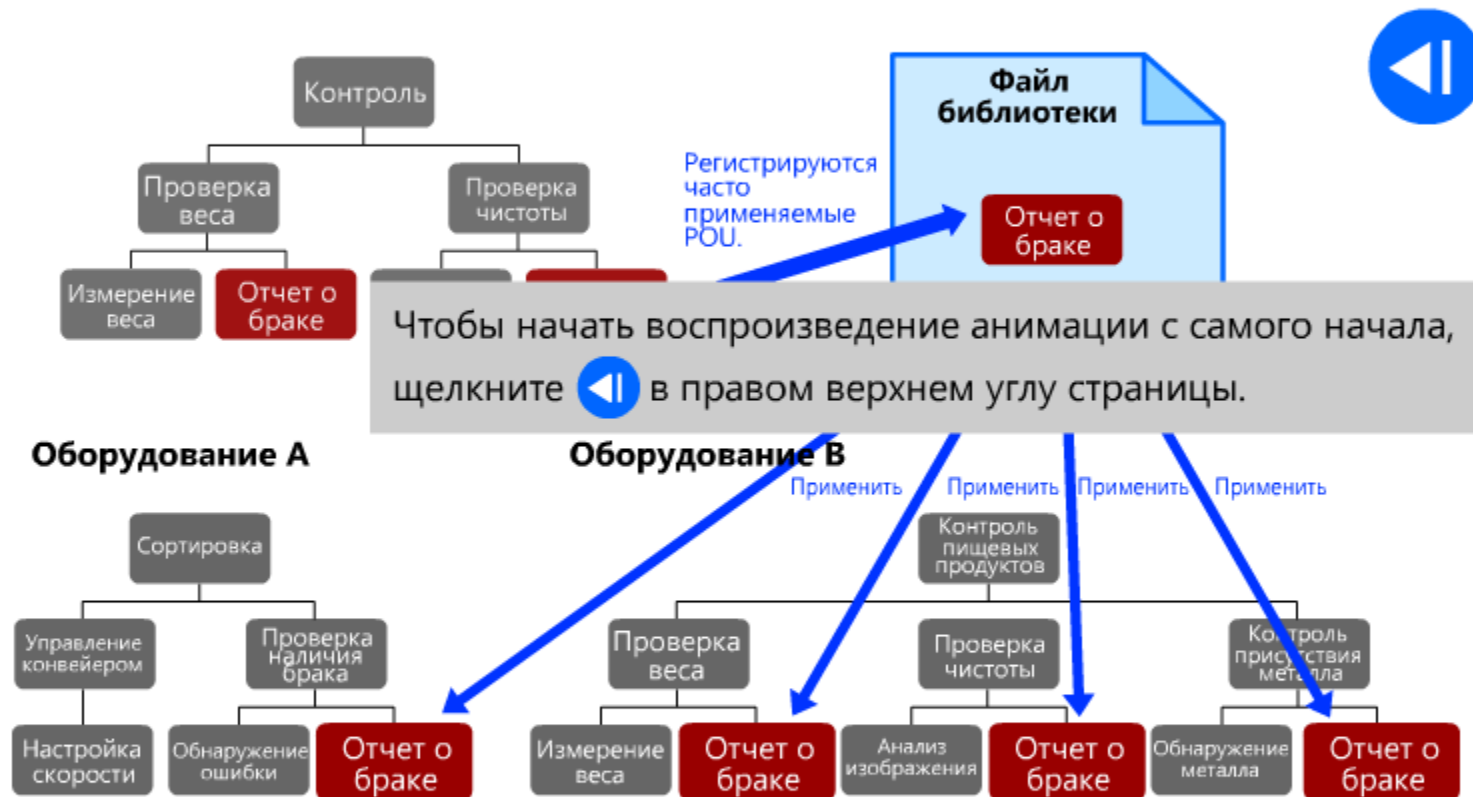 Контроль
Проверка
веса
Проверка
чистоты
Измерение
веса
Отчет о
браке
Регистрируются
часто
применяемые
POU.
Файл
библиотеки
Отчет о
браке
Чтобы начать воспроизведение анимации с самого начала,
щелкните в правом верхнем углу страницы.
Оборудование A
Оборудование B
Применить
Применить
Применить
Применить
Сортировка
Управление
конвейером
Проверка
наличия
брака
Настройка
скорости
Обнаружение
ошибки
Отчет о
браке
Контроль
пищевых
продуктов
Проверка
веса
Проверка
чистоты
Контроль
присутствия
металла
Измерение
веса
Отчет о
браке
Анализ
изображения
Отчет о
браке
Обнаружение
металла
Отчет о
браке